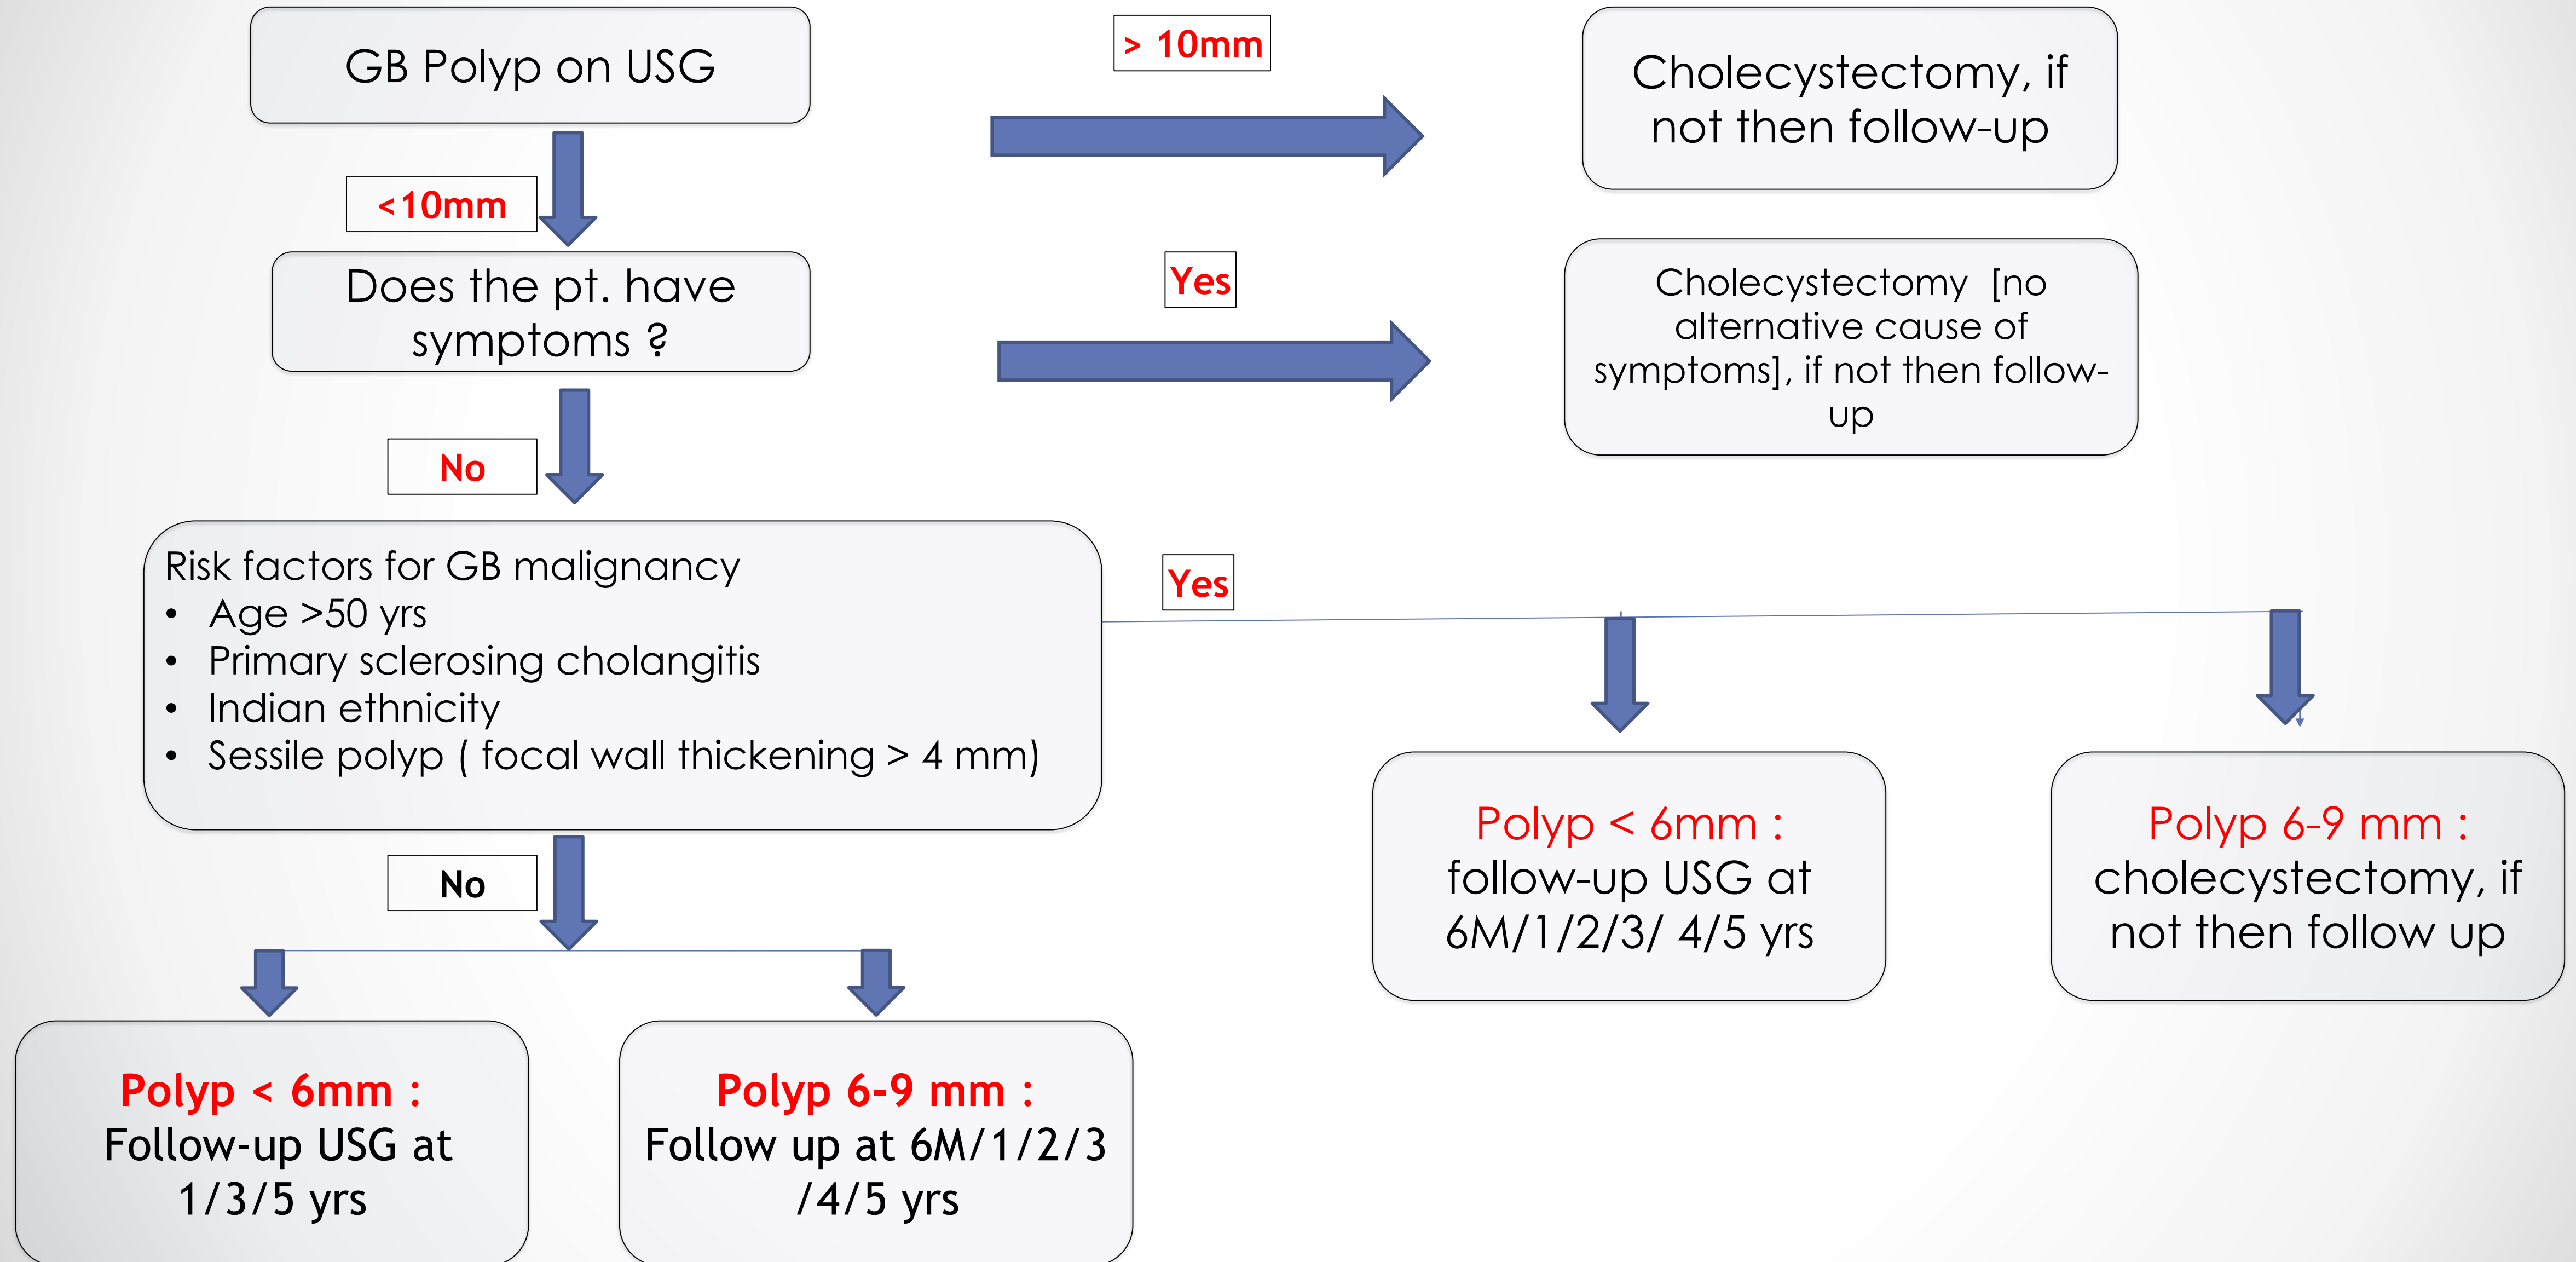 GB Polyp on USG
> 10mm
Cholecystectomy, if
not then follow-up
<10mm
Does the pt. have
symptoms ?
Yes
Cholecystectomy [no
alternative cause of
symptoms], if not then follow-
up
No
Risk factors for GB malignancy
• Age >50 yrs
• Primary sclerosing cholangitis
• Indian ethnicity
• Sessile polyp ( focal wall thickening > 4 mm)
Yes
Polyp < 6mm :
follow-up USG at
6M/1/2/3/ 4/5 yrs
Polyp 6-9 mm :
cholecystectomy, if
not then follow up
No
Polyp < 6mm :
Follow-up USG at
1/3/5 yrs
Polyp 6-9 mm :
Follow up at 6M/1/2/3
/4/5 yrs